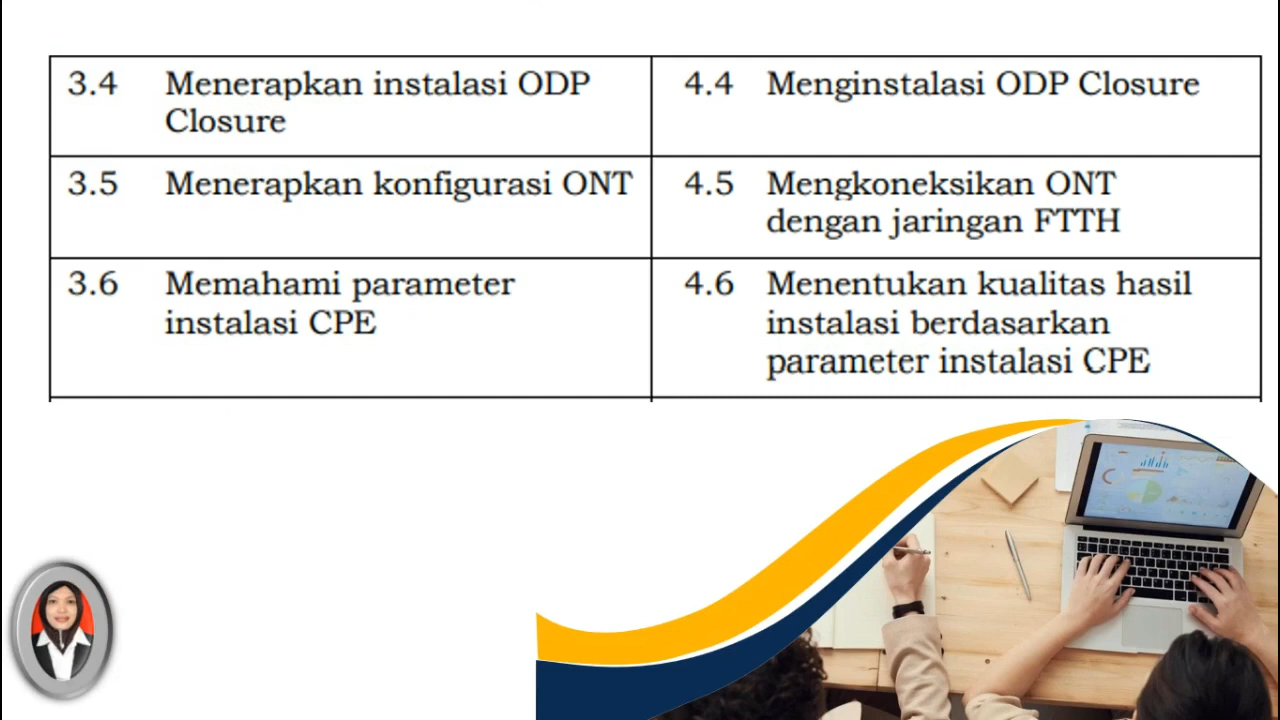 3.4 Menerapkan instalasi ODP
Closure
4.4 Menginstalasi ODP Closure
3.5 Menerapkan konfigurasi ONT
4.5 Mengkoneksikan ONT
dengan jaringan FTTH
3.6 Memahami parameter
instalasi CPE
4.6 Menentukan kualitas hasil
instalasi berdasarkan
parameter instalasi CPE